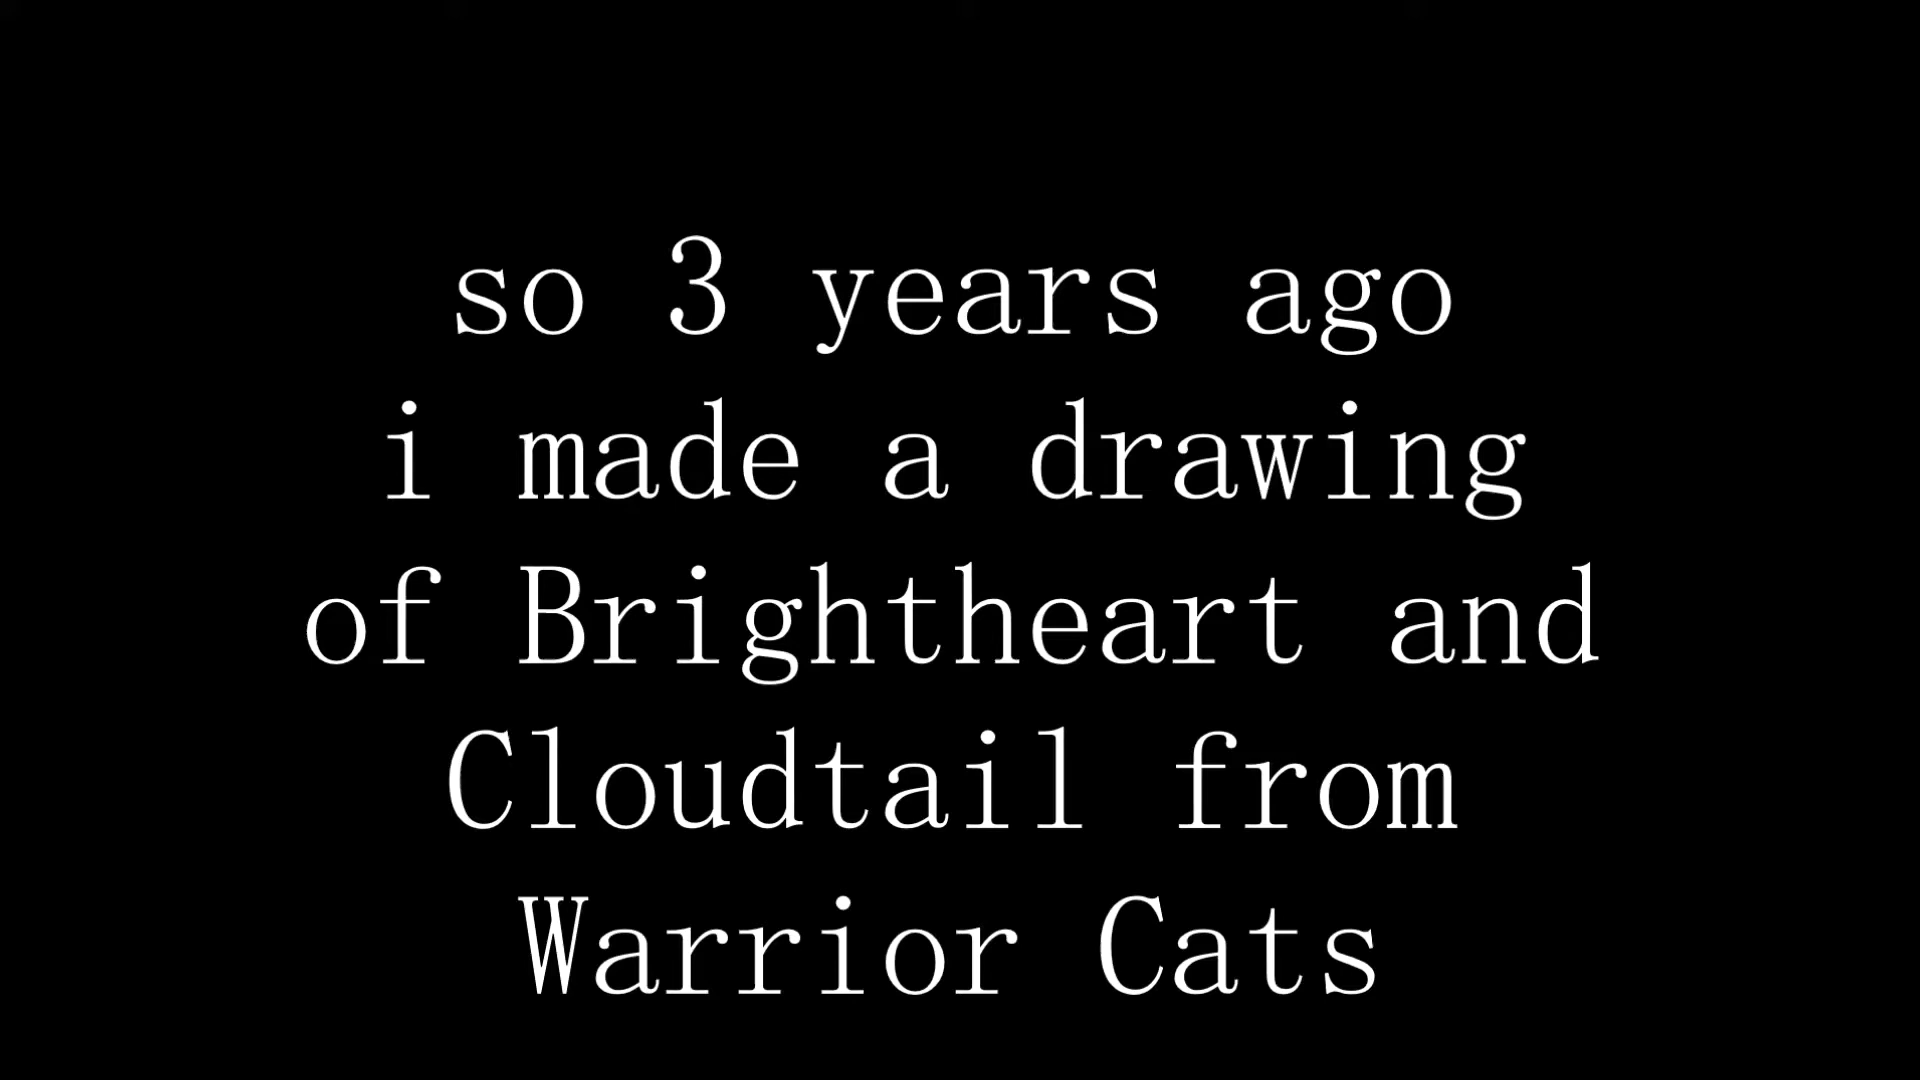 so 3 years ago
i made a drawing
of Brightheart and
Cloudtail from
Warrior Cats